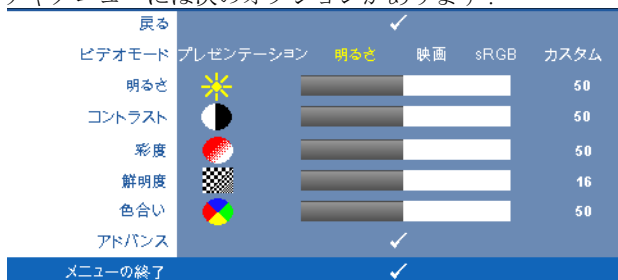 戻る
ビデオモード プレゼンテーション 明るさ 映画 sRGB カスタム
明るさ 50
コントラスト 50
彩度 50
鮮明度 16
色合い 50
アドバンス
メニューの終了